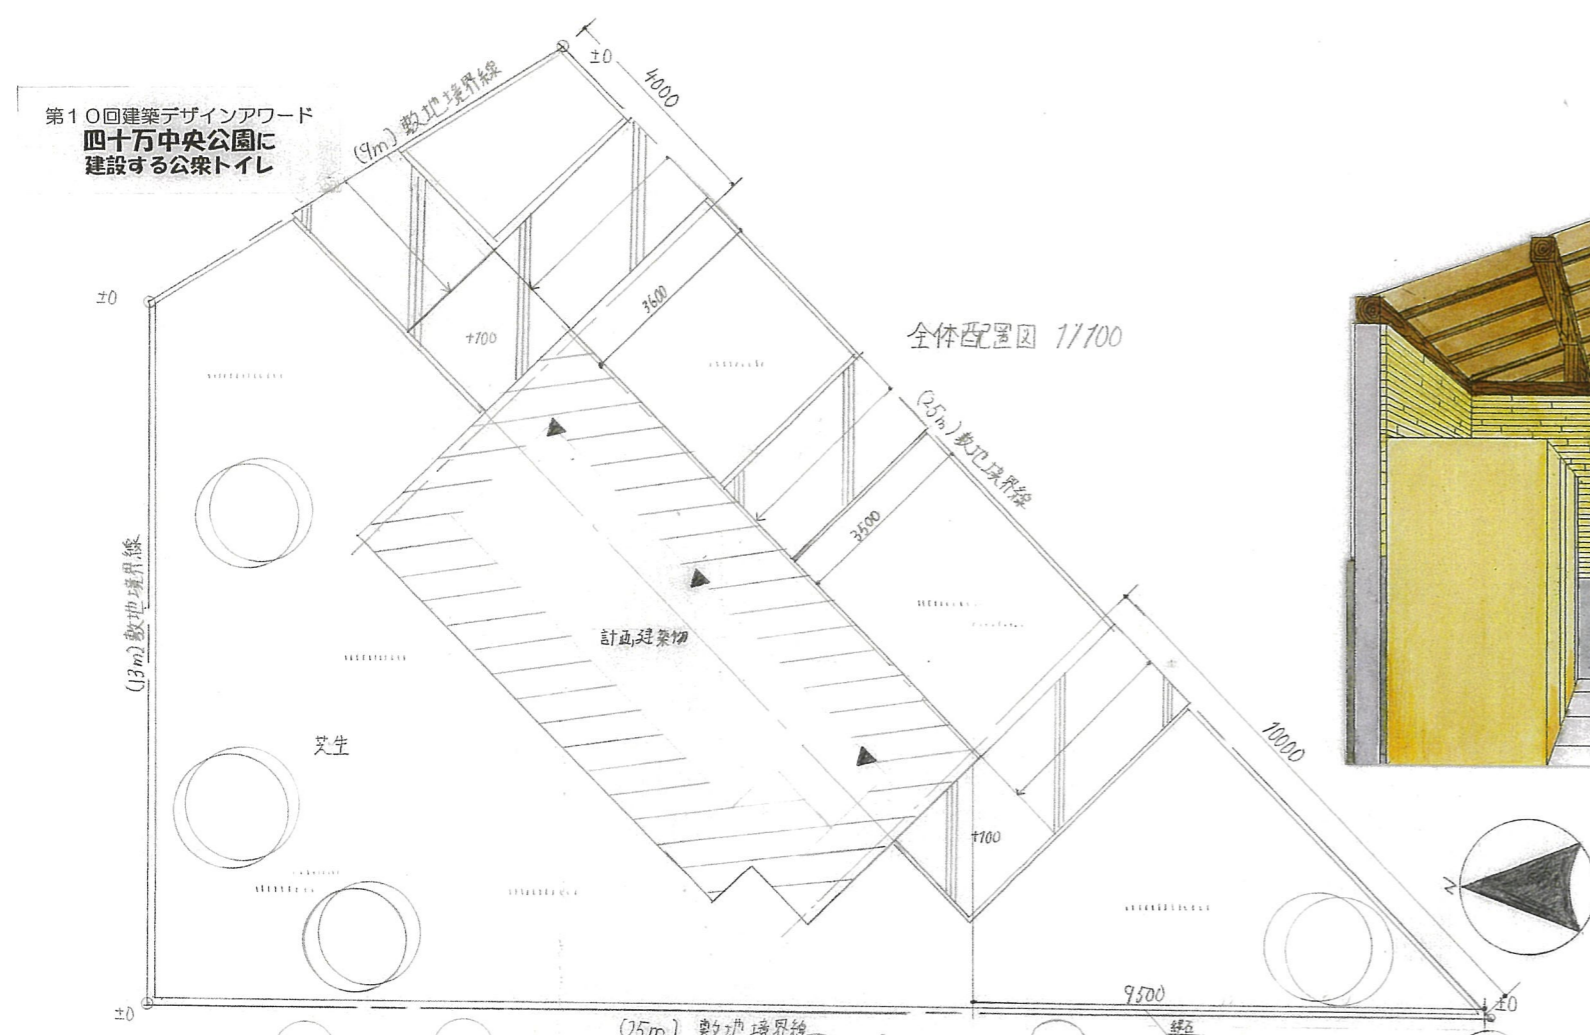 第10回建築デザインアワード
四十万中央公園に
建設する公衆トイレ
±0
4000
(9m) 敷地境界線
±0
3600
+100
全体配置図 1/100
(25m) 敷地境界線
3500
(13m) 敷地境界線
計画建築物
芝生
10000
+100
N
9500
±0
±0
(25m) 敷地境界線
縁石